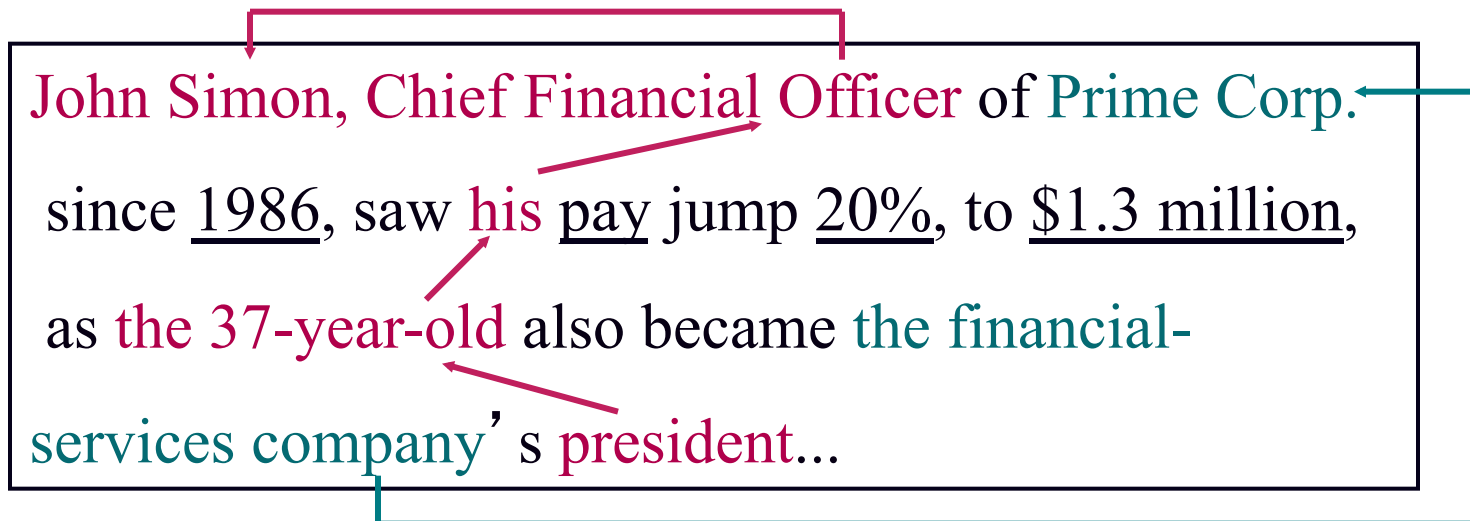 John Simon, Chief Financial Officer of Prime Corp.
since 1986, saw his pay jump 20%, to $1.3 million,
as the 37-year-old also became the financial-
services company’s president...